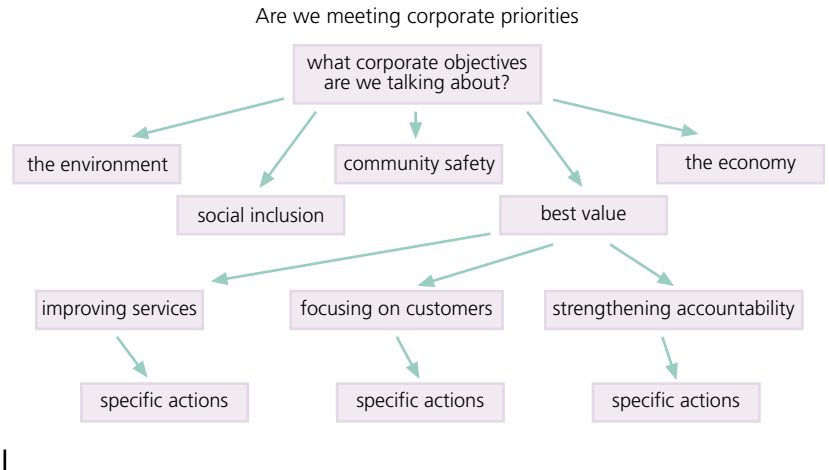 Are we meeting corporate priorities
what corporate objectives
are we talking about?
the environment
community safety
the economy
social inclusion
best value
improving services
focusing on customers
strengthening accountability
specific actions
specific actions
specific actions